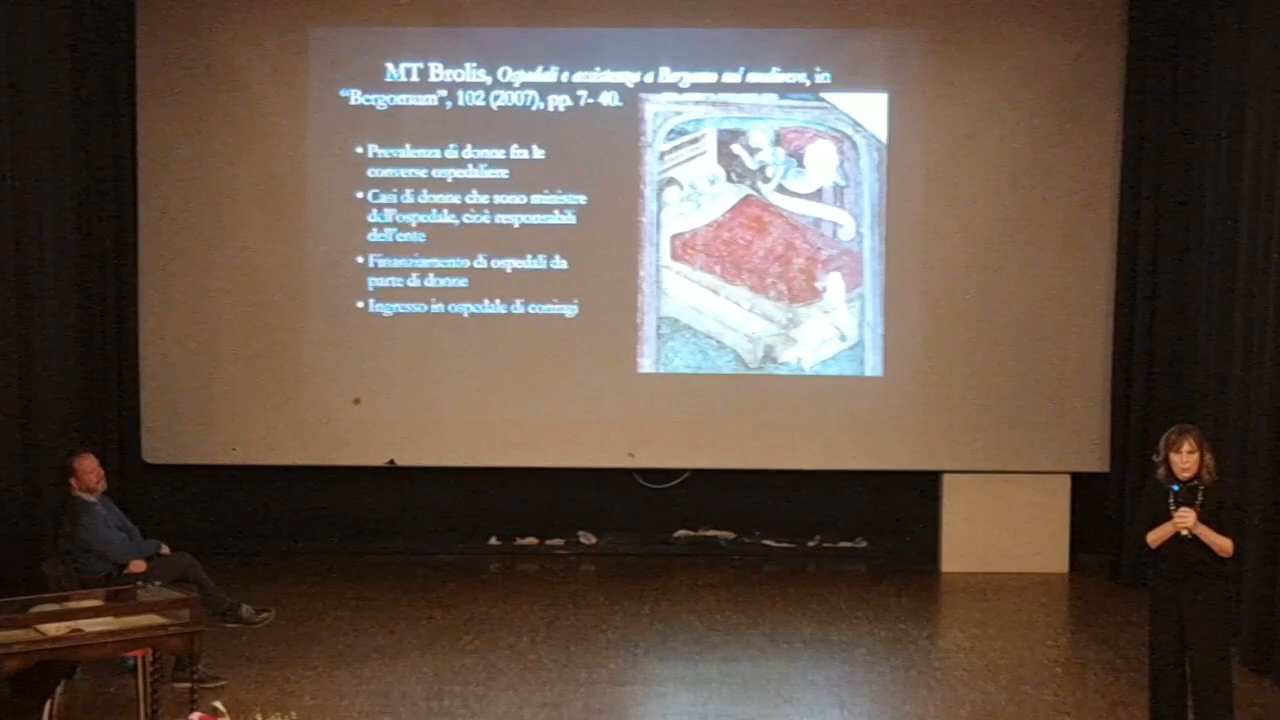 MT Brolis, Ospedali e assistenza a Bergamo nel medioevo, in
“Bergomum”, 102 (2007), pp. 7- 40.
• Prevalenza di donne fra le
converse ospedaliere
• Casi di donne che sono ministre
dell'ospedale, cioè responsabili
dell'ente
• Finanziamento di ospedali da
parte di donne
• Ingresso in ospedale di coniugi